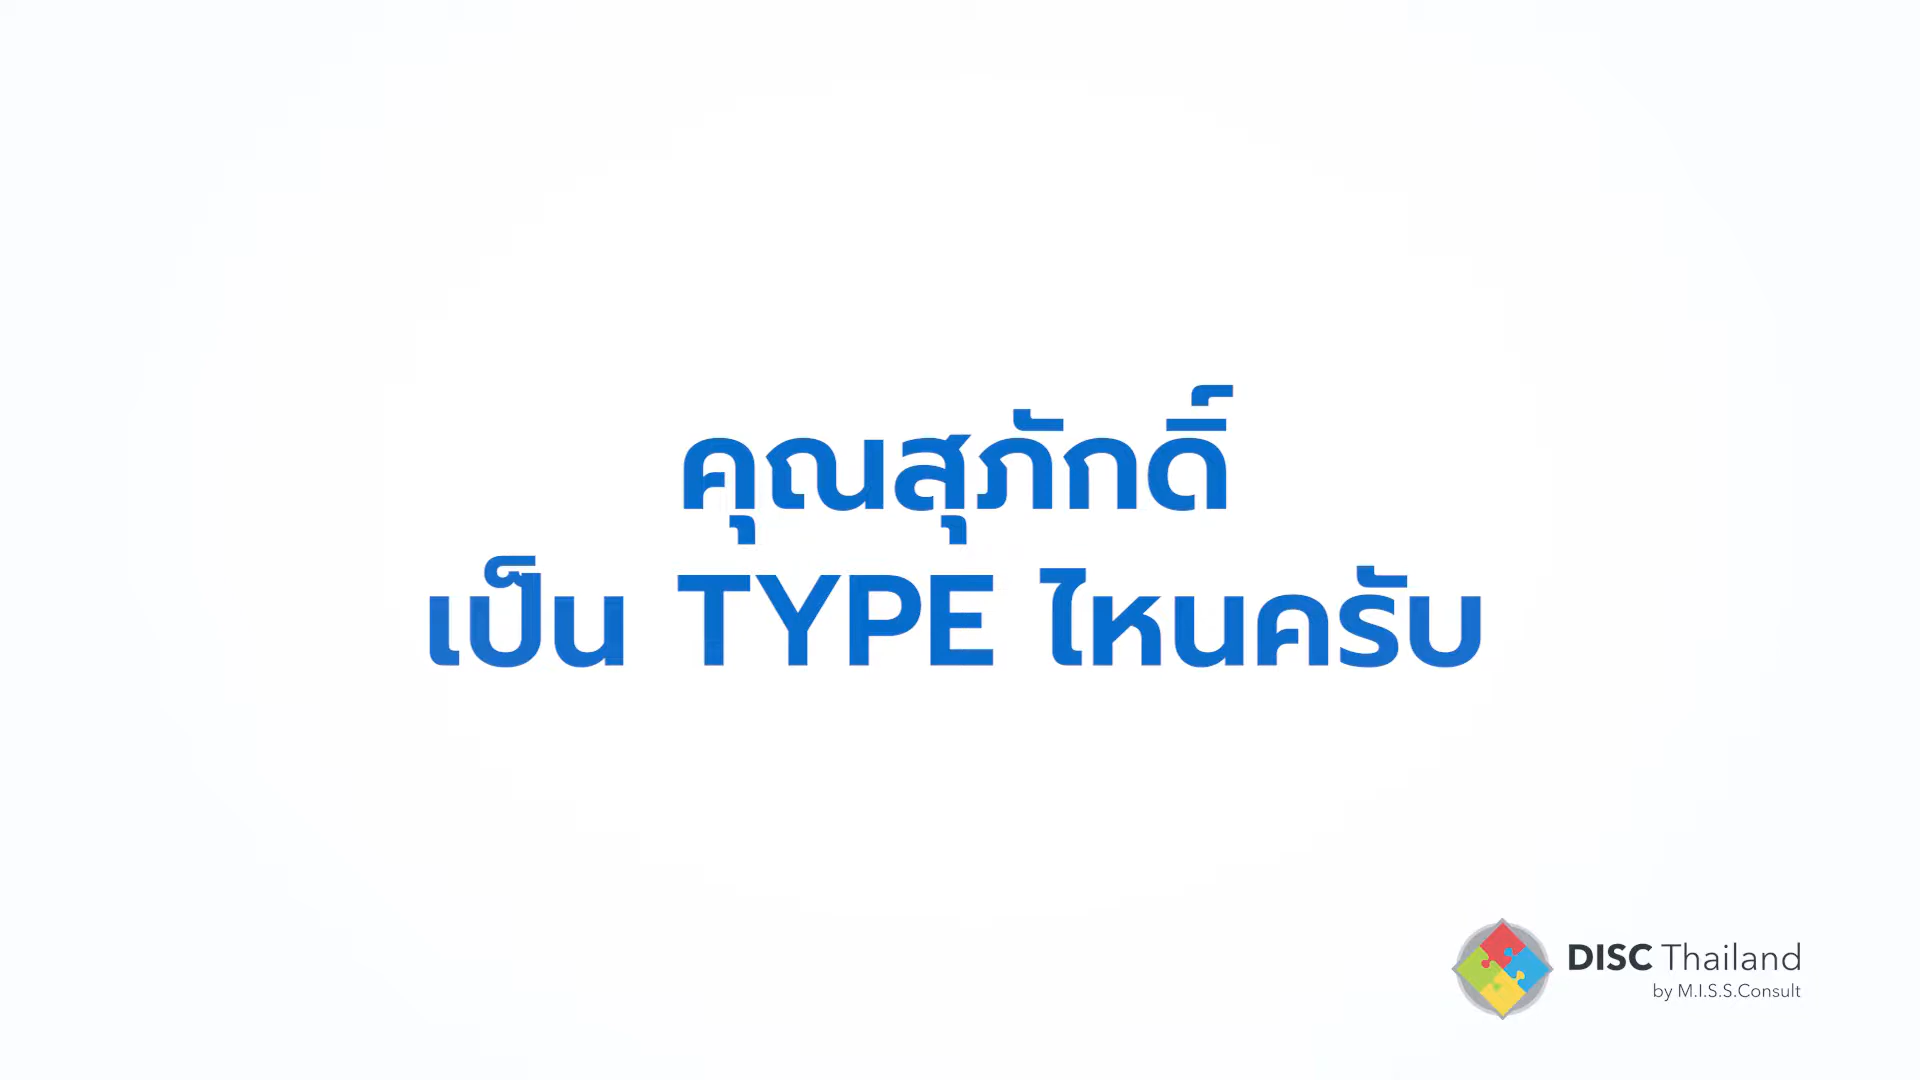 คุณสุภักดิ์
เป็น TYPE ไหนครับ
DISC Thailand
by M.I.S.S.Consult